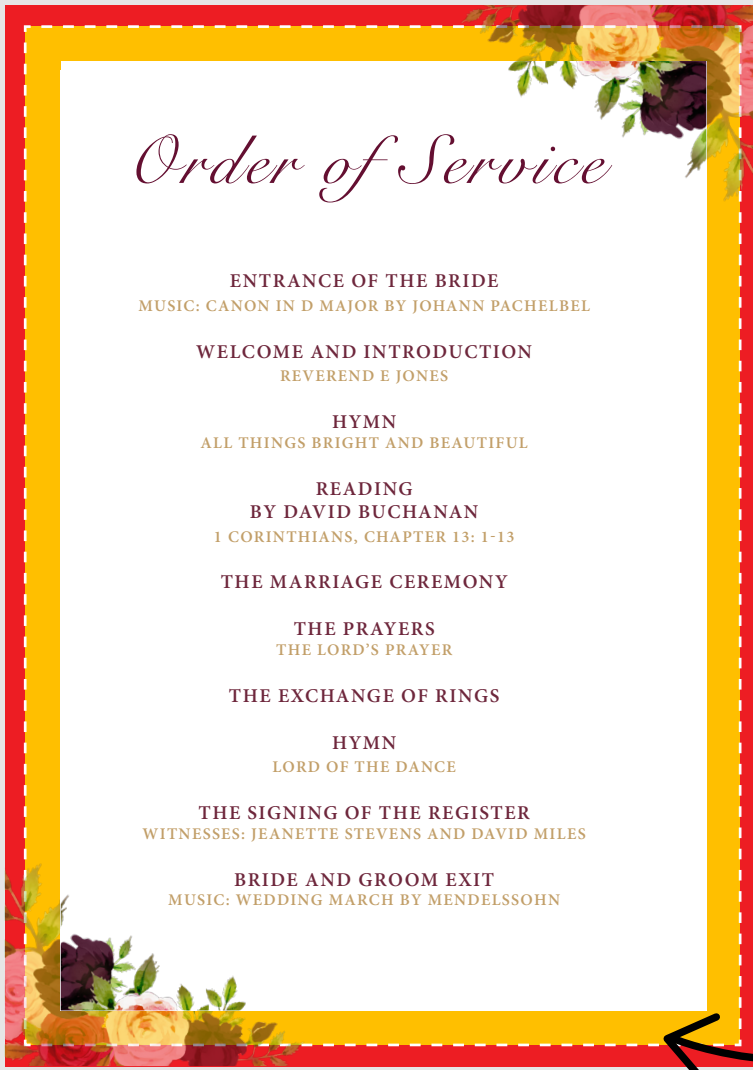 Order of Service
ENTRANCE OF THE BRIDE
MUSIC: CANON IN D MAJOR BY JOHANN PACHELBEL
WELCOME AND INTRODUCTION
REVEREND E JONES
HYMN
ALL THINGS BRIGHT AND BEAUTIFUL
READING
BY DAVID BUCHANAN
1 CORINTHIANS, CHAPTER 13: 1-13
THE MARRIAGE CEREMONY
THE PRAYERS
THE LORD’S PRAYER
THE EXCHANGE OF RINGS
HYMN
LORD OF THE DANCE
THE SIGNING OF THE REGISTER
WITNESSES: JEANETTE STEVENS AND DAVID MILES
BRIDE AND GROOM EXIT
MUSIC: WEDDING MARCH BY MENDELSSOHN